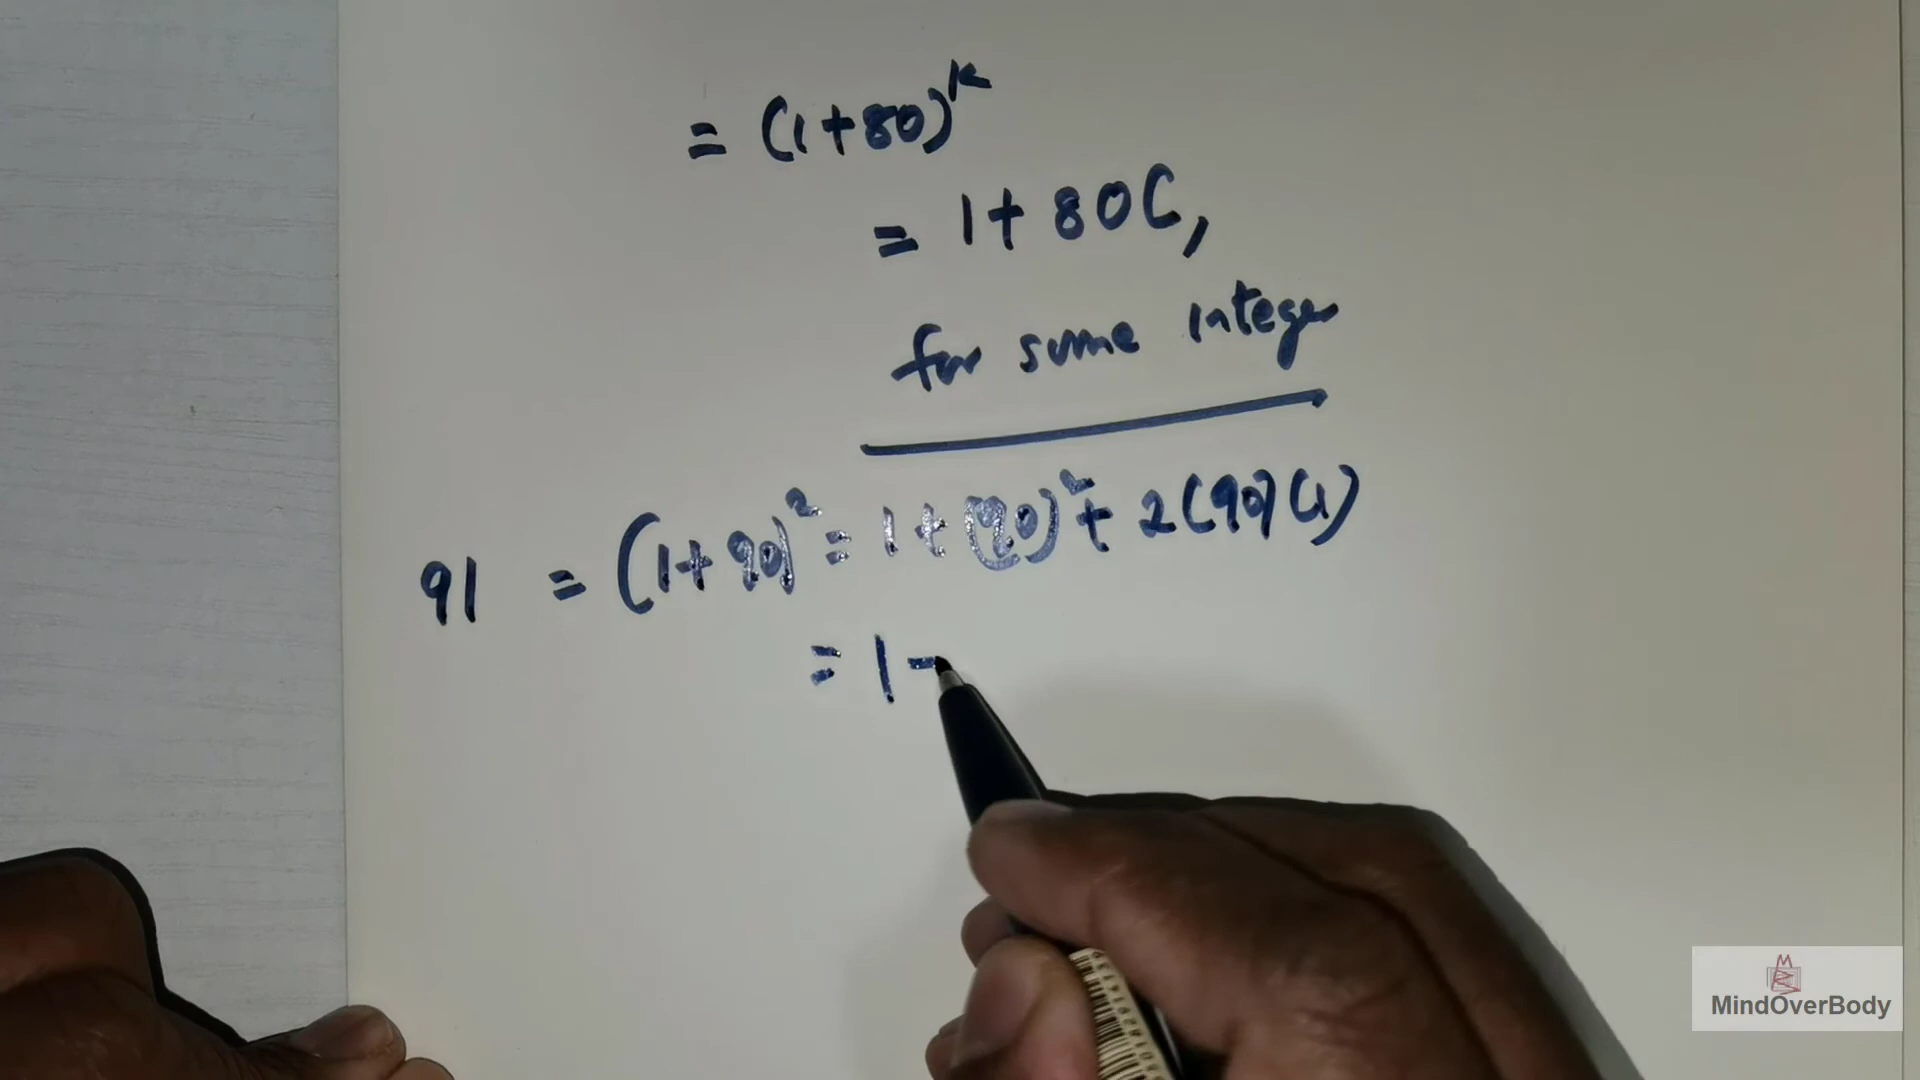 = (1+80)^k
= 1+ 80C,
for some integer
91 = (1+90)² = 1+(90)²+ 2(90)(1)
= 1 -
MindOverBody